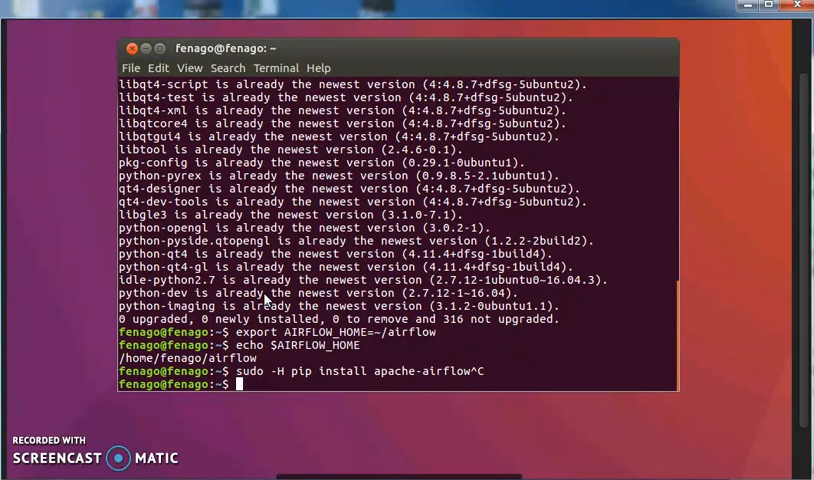 fenago@fenago: ~
File Edit View Search Terminal Help
libqt4-script is already the newest version (4:4.8.7+dfsg-5ubuntu2).
libqt4-test is already the newest version (4:4.8.7+dfsg-5ubuntu2).
libqt4-xml is already the newest version (4:4.8.7+dfsg-5ubuntu2).
libqtcore4 is already the newest version (4:4.8.7+dfsg-5ubuntu2).
libqtgui4 is already the newest version (4:4.8.7+dfsg-5ubuntu2).
libtool is already the newest version (2.4.6-0.1).
pkg-config is already the newest version (0.29.1-0ubuntu1).
python-pyrex is already the newest version (0.9.8.5-2.1ubuntu1).
qt4-designer is already the newest version (4:4.8.7+dfsg-5ubuntu2).
qt4-dev-tools is already the newest version (4:4.8.7+dfsg-5ubuntu2).
libgle3 is already the newest version (3.1.0-7.1).
python-opengl is already the newest version (3.0.2-1).
python-pyside.qtopengl is already the newest version (1.2.2-2build2).
python-qt4 is already the newest version (4.11.4+dfsg-1build4).
python-qt4-gl is already the newest version (4.11.4+dfsg-1build4).
idle-python2.7 is already the newest version (2.7.12-1ubuntu0~16.04.3).
python-dev is already the newest version (2.7.12-1~16.04).
python-imaging is already the newest version (3.1.2-0ubuntu1.1).
0 upgraded, 0 newly installed, 0 to remove and 316 not upgraded.
fenago@fenago:~$ export AIRFLOW_HOME=~/airflow
fenago@fenago:~$ echo $AIRFLOW_HOME
/home/fenago/airflow
fenago@fenago:~$ sudo -H pip install apache-airflow^C
fenago@fenago:~$
RECORDED WITH
SCREENCAST MATIC